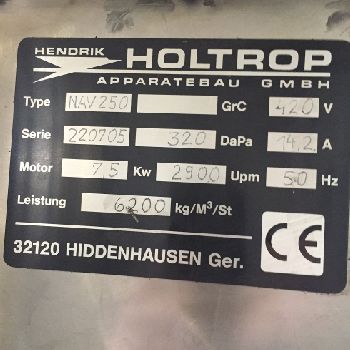 HENDRIK HOLTROP
APPARATEBAU GMBH
Type NAV250 GrC 420 V
Serie 220705 320 DaPa 14.2 A
Motor 7.5 Kw 2900 Upm 50 Hz
Leistung 6200 kg/M³/St
32120 HIDDENHAUSEN Ger. CE